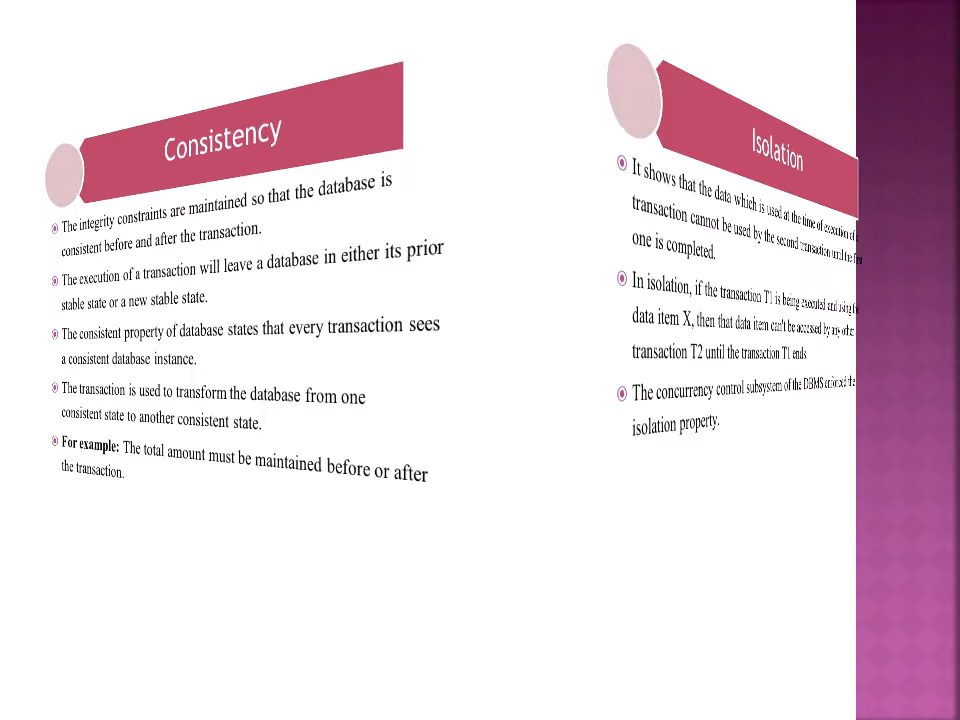 Consistency
The integrity constraints are maintained so that the database is
consistent before and after the transaction.
The execution of a transaction will leave a database in either its prior
stable state or a new stable state.
The consistent property of database states that every transaction sees
a consistent database instance.
The transaction is used to transform the database from one
consistent state to another consistent state.
For example: The total amount must be maintained before or after
the transaction.
Isolation
It shows that the data which is used at the time of execution of
transaction cannot be used by the second transaction until the first
one is completed.
In isolation, if the transaction T1 is being executed and using the
data item X, then that data item can't be accessed by any other
transaction T2 until the transaction T1 ends.
The concurrency control subsystem of the DBMS enforced the
isolation property.